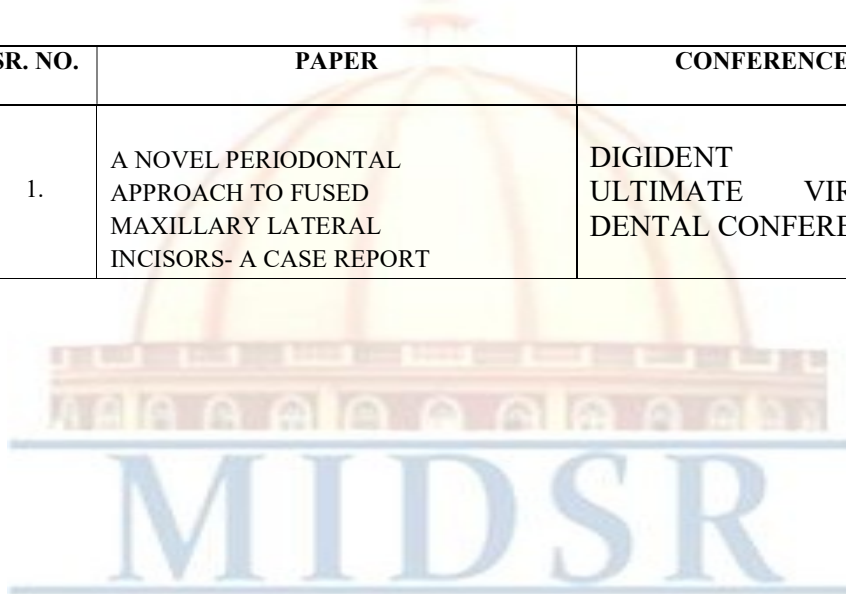 SR. NO. PAPER CONFERENCE
1.
A NOVEL PERIODONTAL
APPROACH TO FUSED
MAXILLARY LATERAL
INCISORS- A CASE REPORT
DIGIDENT
ULTIMATE
DENTAL
MIDSR